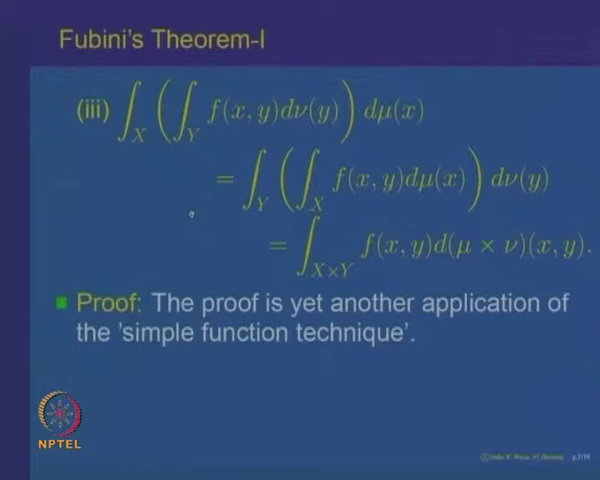 Fubini's Theorem-I
(iii) ∫_X ( ∫_Y f(x, y)dν(y) ) dμ(x)
= ∫_Y ( ∫_X f(x, y)dμ(x) ) dν(y)
= ∫_{X×Y} f(x, y)d(μ × ν)(x, y).
Proof: The proof is yet another application of
the 'simple function technique'.
NPTEL